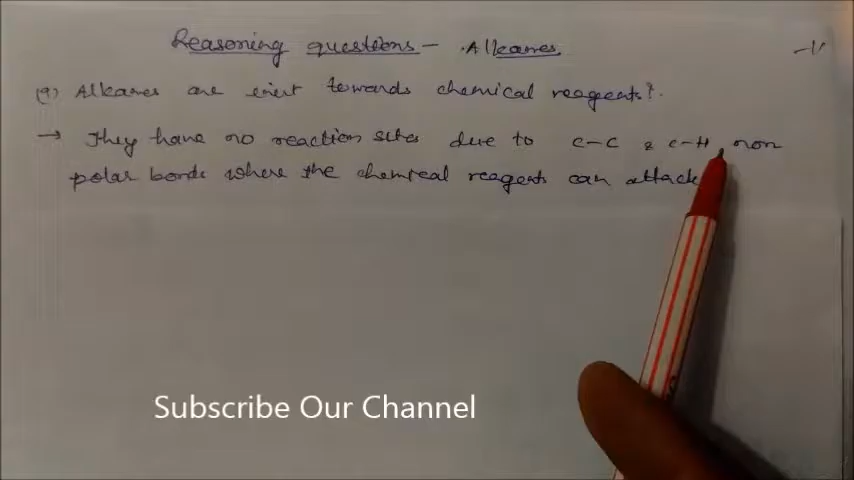 Reasoning questions - Alkanes.
(9) Alkanes are inert towards chemical reagents?.
→ They have no reaction sites due to C-C & C-H non
polar bonds where the chemical reagents can attack
Subscribe Our Channel